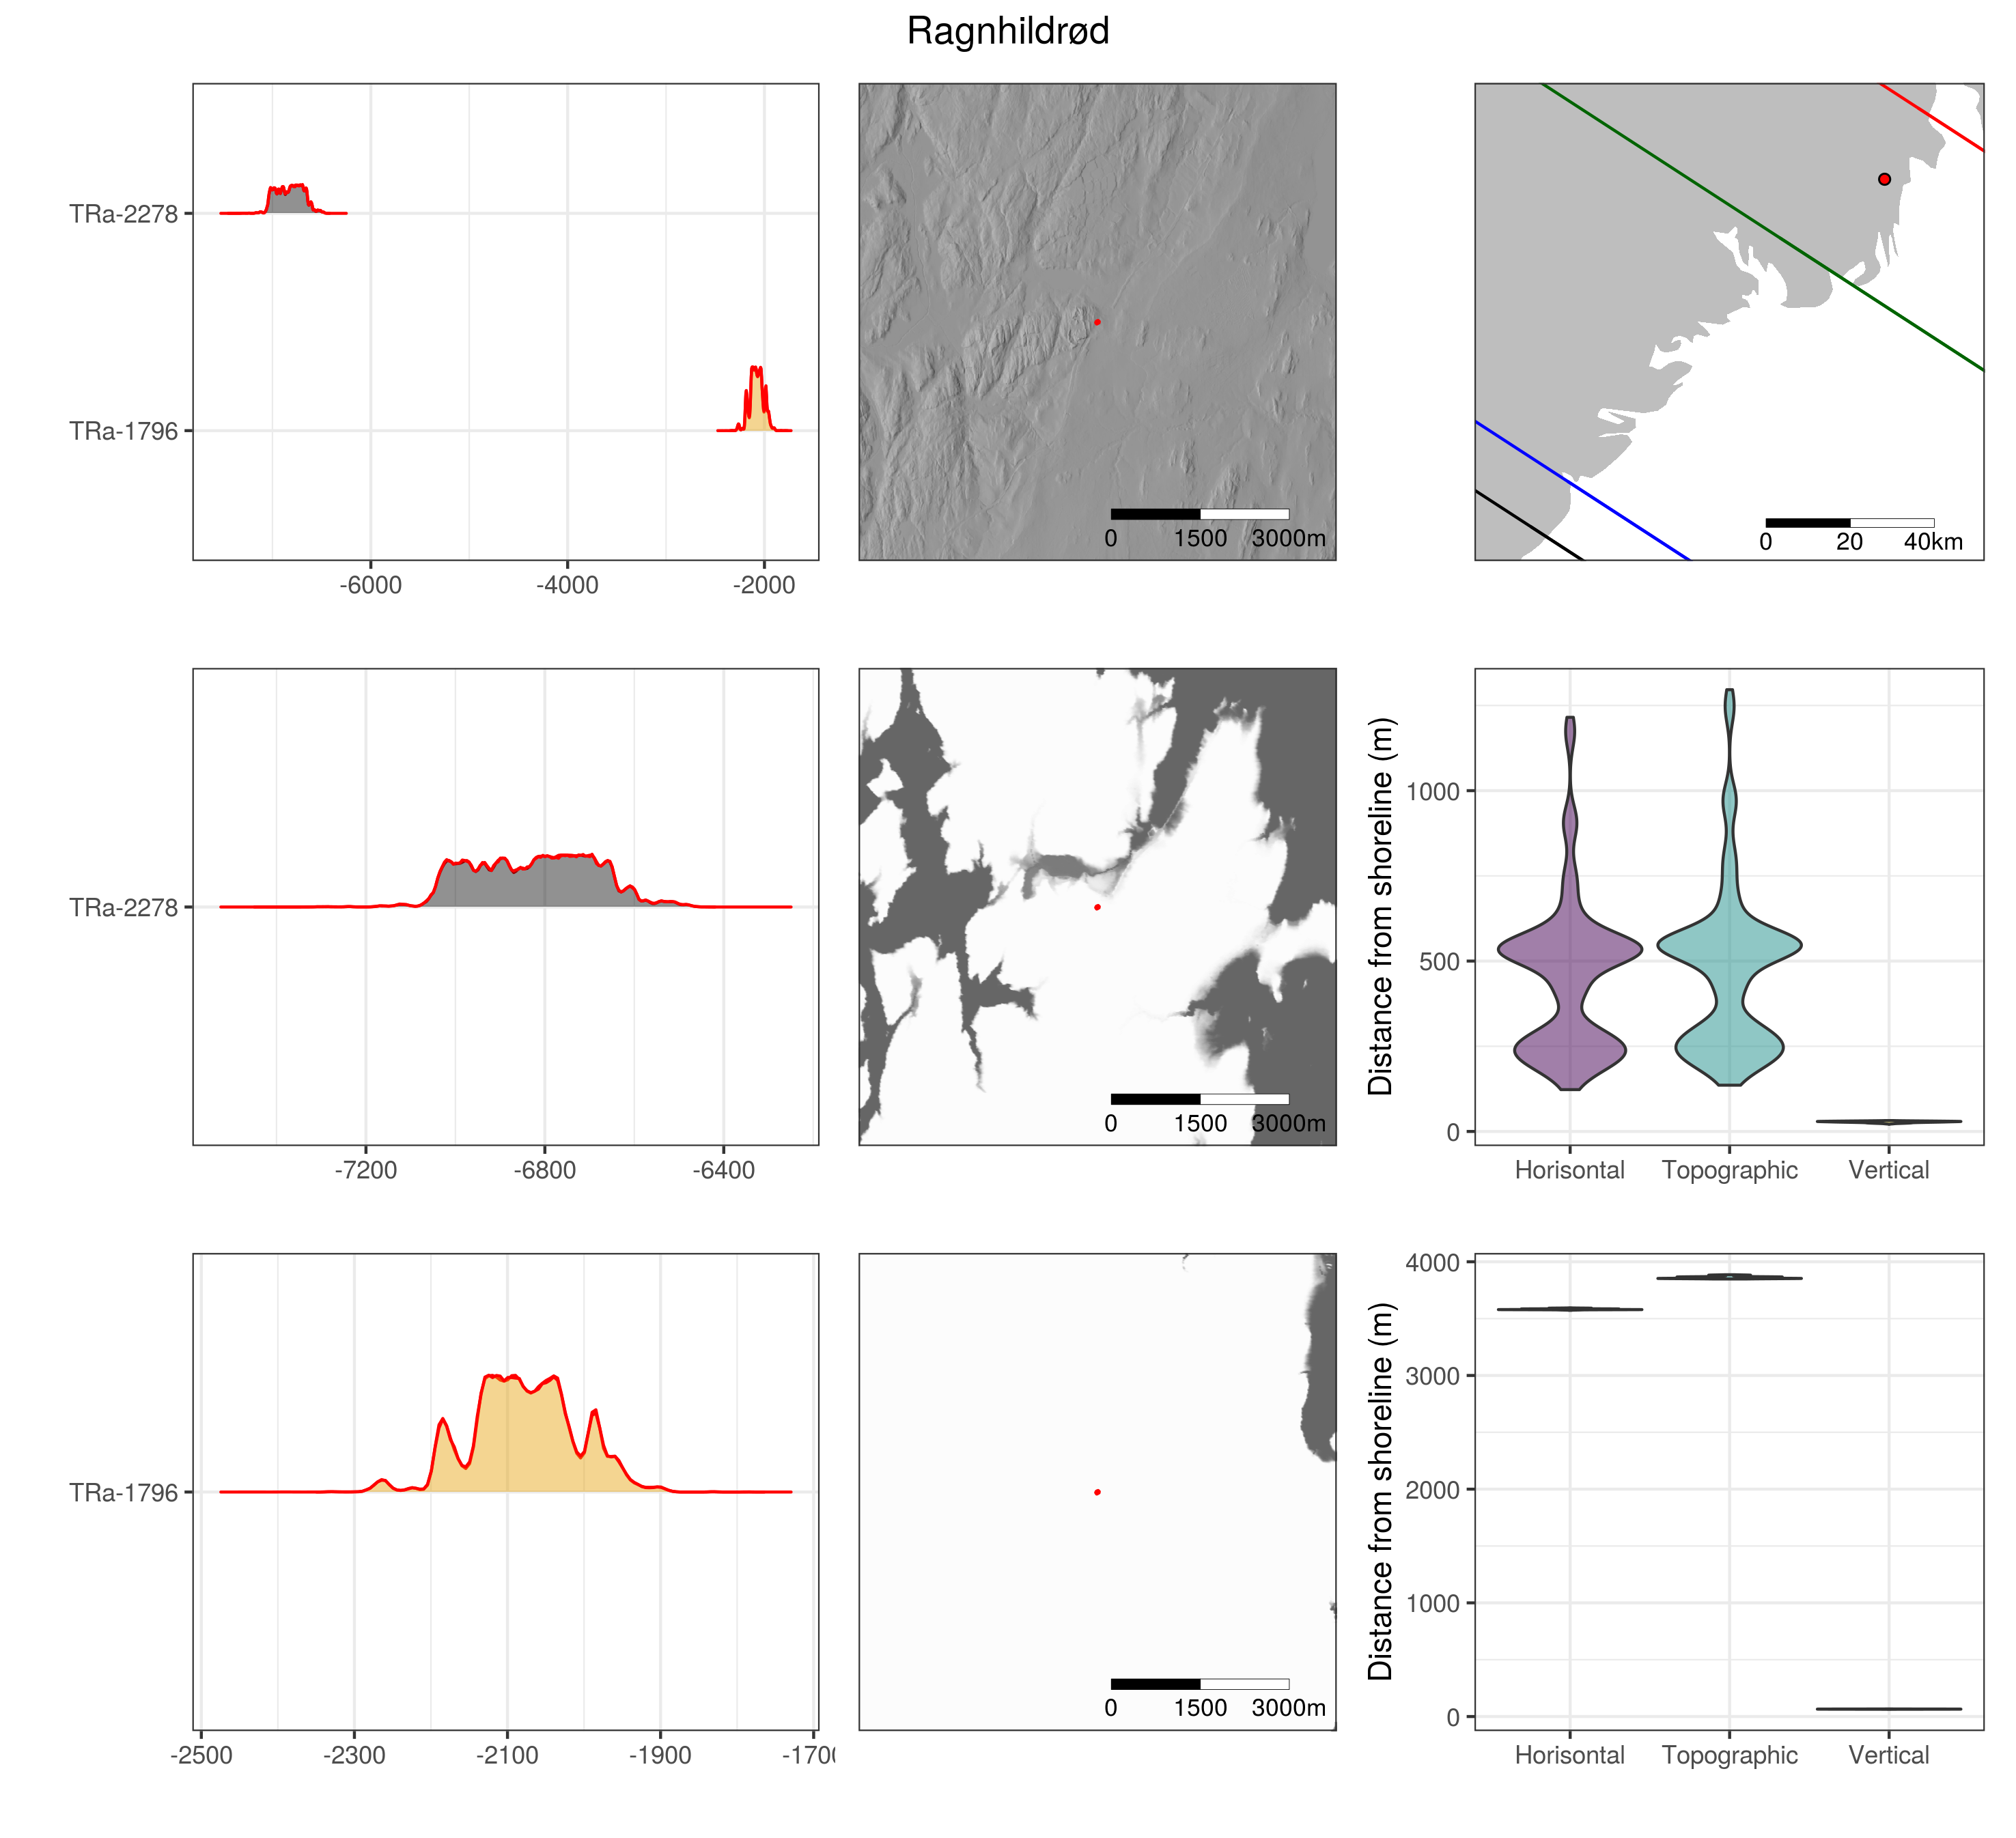 Ragnhildrød
TRa-2278
TRa-1796
-6000 -4000 -2000
0 1500 3000m
0 20 40km
TRa-2278
-7200 -6800 -6400
0 1500 3000m
Distance from shoreline (m)
1000
500
0
Horisontal Topographic Vertical
TRa-1796
-2500 -2300 -2100 -1900 -170
0 1500 3000m
Distance from shoreline (m)
4000
3000
2000
1000
0
Horisontal Topographic Vertical